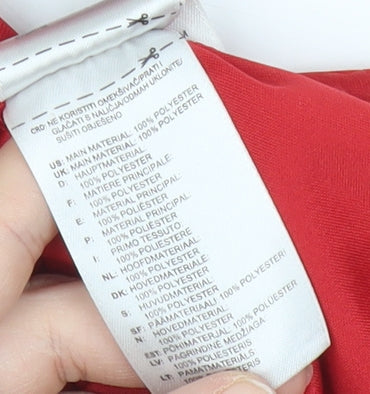 CRO: NE KORISTITI OMEKŠIVAČ/PRATI I
GLAČATI S NALIČJA/ODMAH UKLONITE/
SUŠITI OBJEŠENO
US: MAIN MATERIAL: 100% POLYESTER
UK: MAIN MATERIAL: 100% POLYESTER
D: HAUPTMATERIAL:
100% POLYESTER
F: MATIERE PRINCIPALE:
100% POLYESTER
E: MATERIAL PRINCIPAL:
100% POLIÉSTER
P: MATERIAL PRINCIPAL:
100% POLIÉSTER
I: PRIMO TESSUTO:
100% POLIESTERE
NL: HOOFDMATERIAAL:
100% POLYESTER
DK: HOVEDMATERIALE:
100% POLYESTER
S: HUVUDMATERIAL:
100% POLYESTER
SF: PÄÄMATERIAALI: 100% POLYESTER
N: HOVEDMATERIAL:
100% POLYESTER
EST: PÕHIMATERJAL: 100% POLÜESTER
LV: PAGRINDINĖ MEDŽIAGA
100% POLIESTERIS
LT: PAMATMATERIĀLS
100% POLIESTERIS